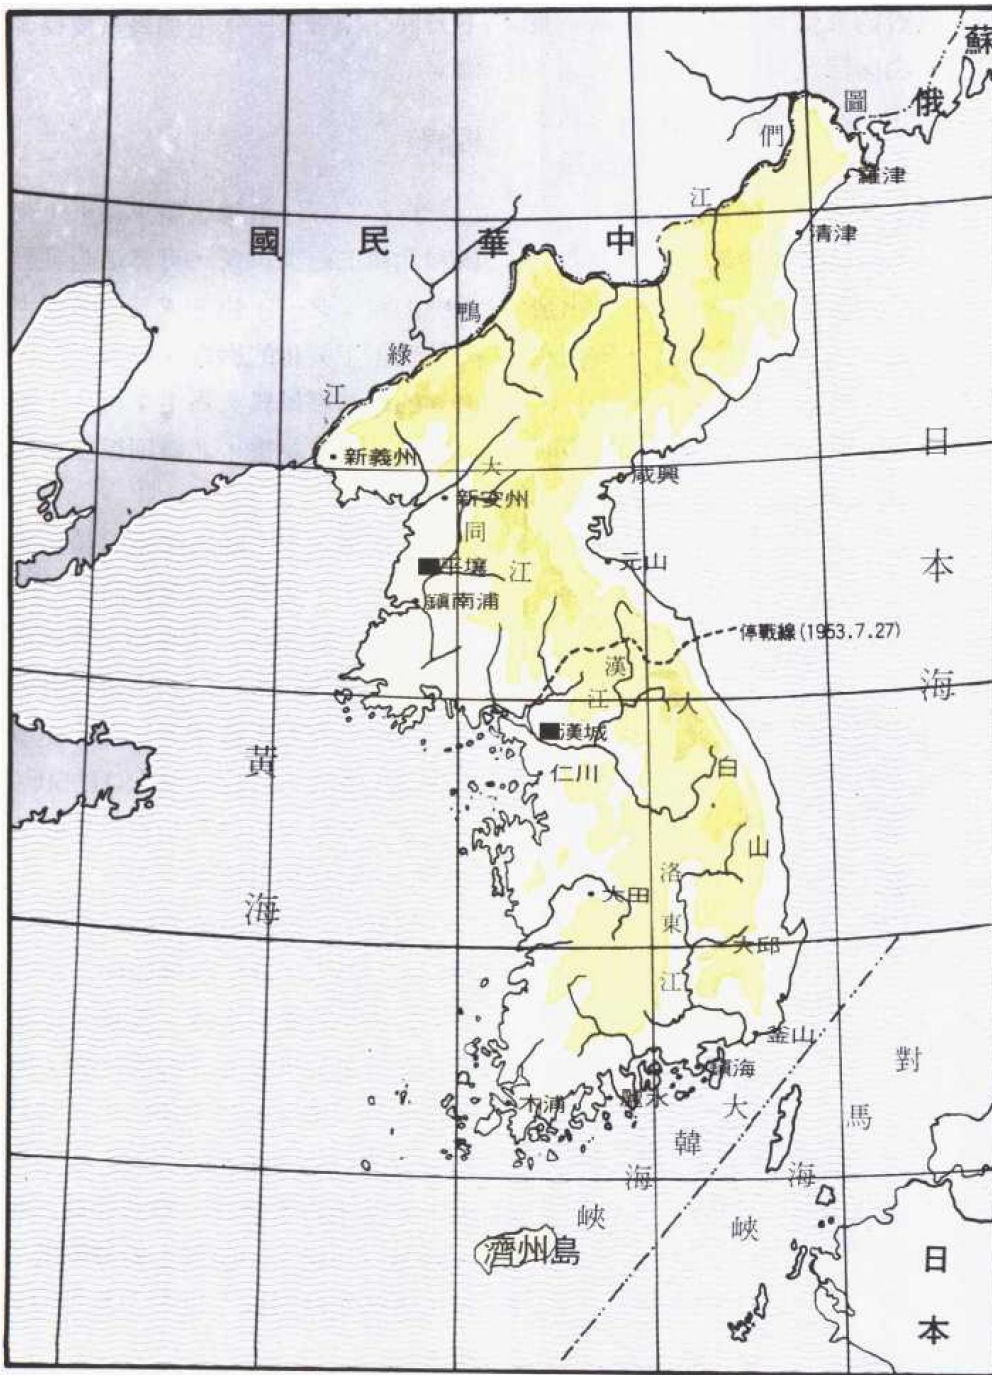 蘇
俄
圖
們
江
羅津
清津
國民華中
鴨
綠
江
新義州
大
同
江
新安州
咸興
平壤
鎮南浦
元山
停戰線(1953.7.27)
日
本
海
漢
江
漢城
仁川
白
山
黃
海
大田
洛
東
江
大邱
釜山
鎮海
木浦
大
韓
海
峽
對
馬
海
峽
濟州島
日
本